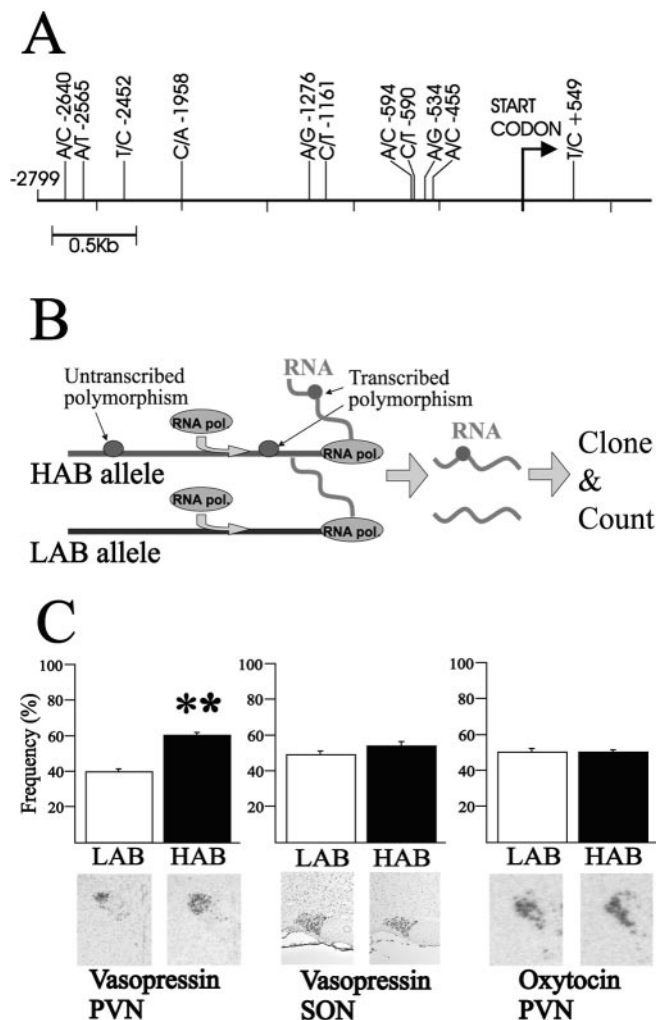 A
-2799
A/C -2640
A/T -2565
T/C -2452
C/A -1958
A/G -1276
C/T -1161
A/C -594
C/T -590
A/G -534
A/C -455
START
CODON
T/C +549
0.5Kb
B
Untranscribed
polymorphism
RNA
Transcribed
polymorphism
RNA pol.
RNA pol.
HAB allele
RNA pol.
RNA pol.
LAB allele
RNA
Clone
&
Count
C
Frequency (%)
100
80
60
40
20
**
LAB HAB
Vasopressin
PVN
100
80
60
40
20
LAB HAB
Vasopressin
SON
100
80
60
40
20
LAB HAB
Oxytocin
PVN